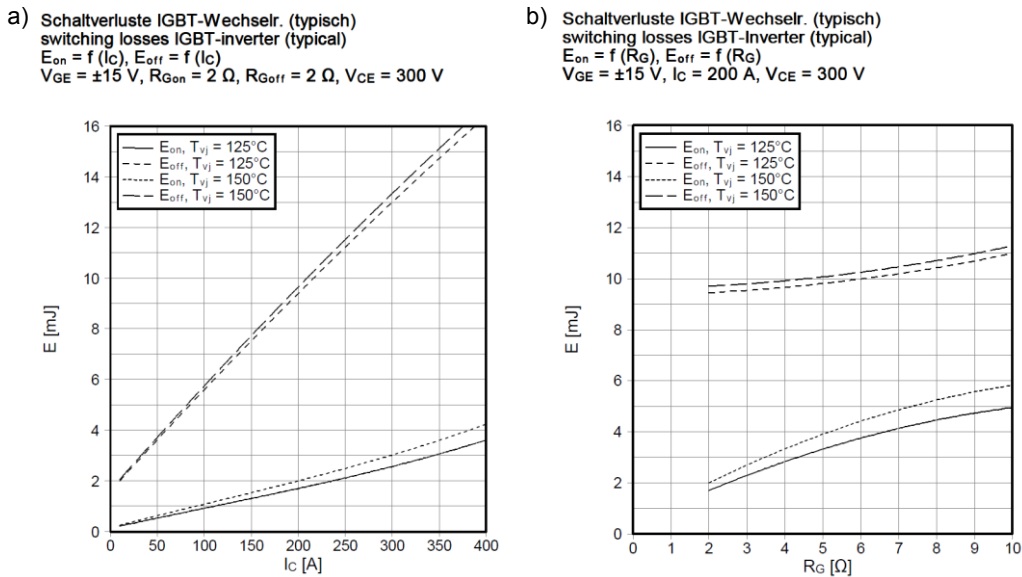 a)
Schaltverluste IGBT-Wechselr. (typisch)
switching losses IGBT-inverter (typical)
Eon = f (IC), Eoff = f (IC)
VGE = ±15 V, RGon = 2 Ω, RGoff = 2 Ω, VCE = 300 V
16
14
12
10
8
6
4
2
0
E [mJ]
Eon, Tvj = 125°C
Eoff, Tvj = 125°C
Eon, Tvj = 150°C
Eoff, Tvj = 150°C
0 50 100 150 200 250 300 350 400
IC [A]
b)
Schaltverluste IGBT-Wechselr. (typisch)
switching losses IGBT-Inverter (typical)
Eon = f (RG), Eoff = f (RG)
VGE = ±15 V, IC = 200 A, VCE = 300 V
16
14
12
10
8
6
4
2
0
E [mJ]
Eon, Tvj = 125°C
Eoff, Tvj = 125°C
Eon, Tvj = 150°C
Eoff, Tvj = 150°C
0 1 2 3 4 5 6 7 8 9 10
RG [Ω]